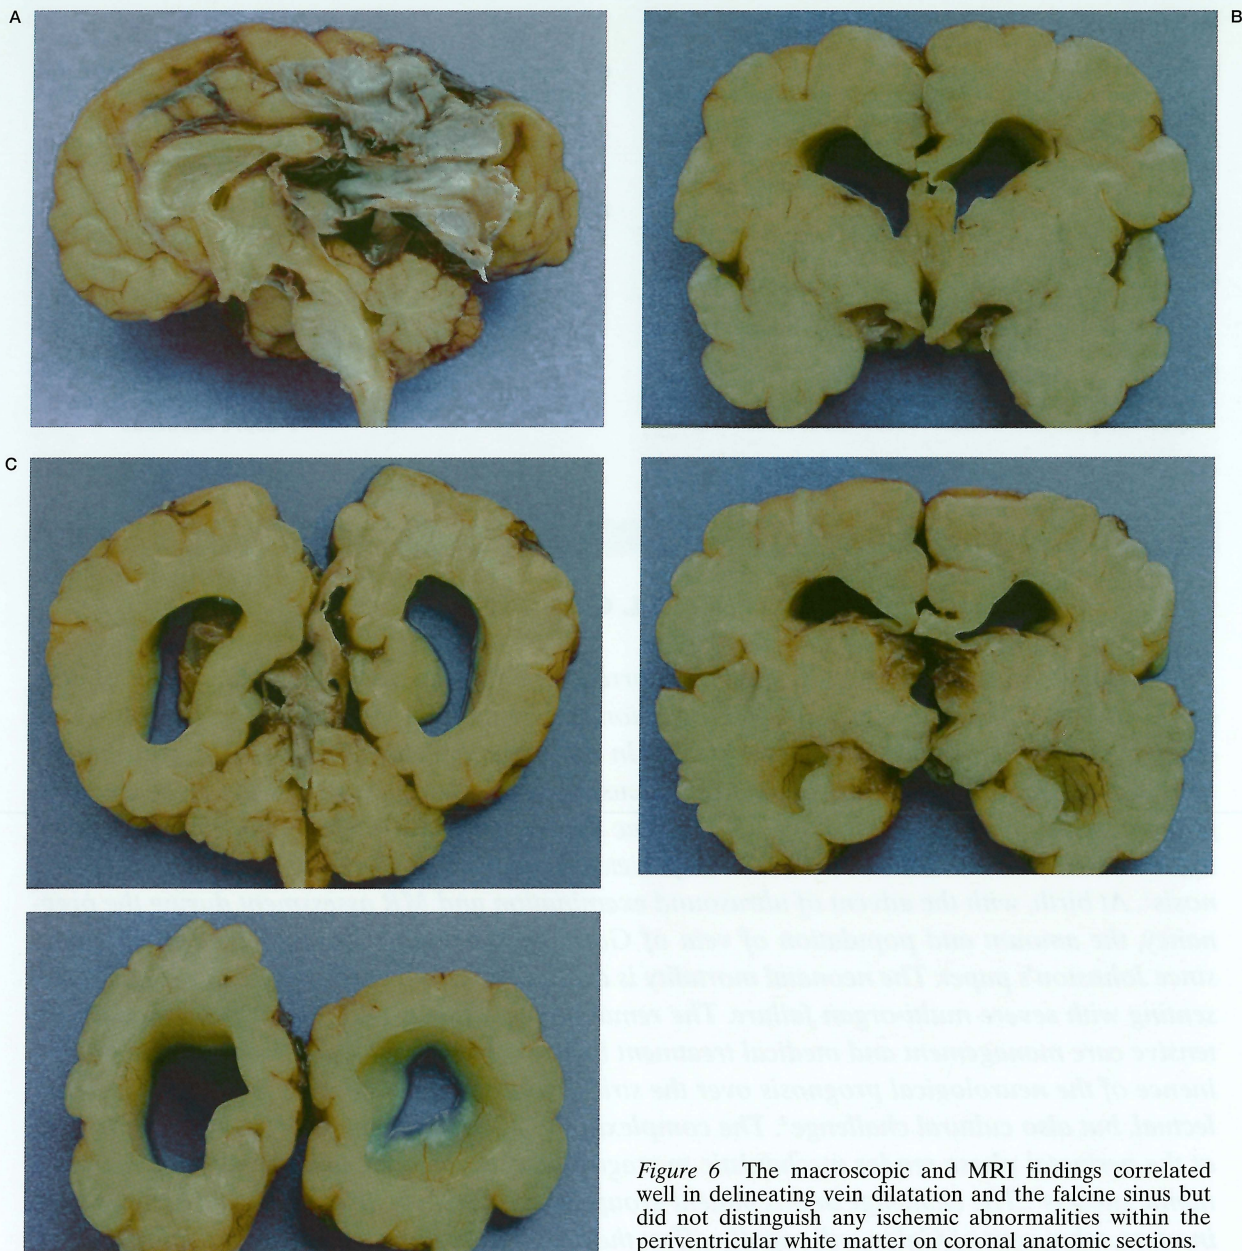 A
B
C
Figure 6 The macroscopic and MRI findings correlated
well in delineating vein dilatation and the falcine sinus but
did not distinguish any ischemic abnormalities within the
periventricular white matter on coronal anatomic sections.